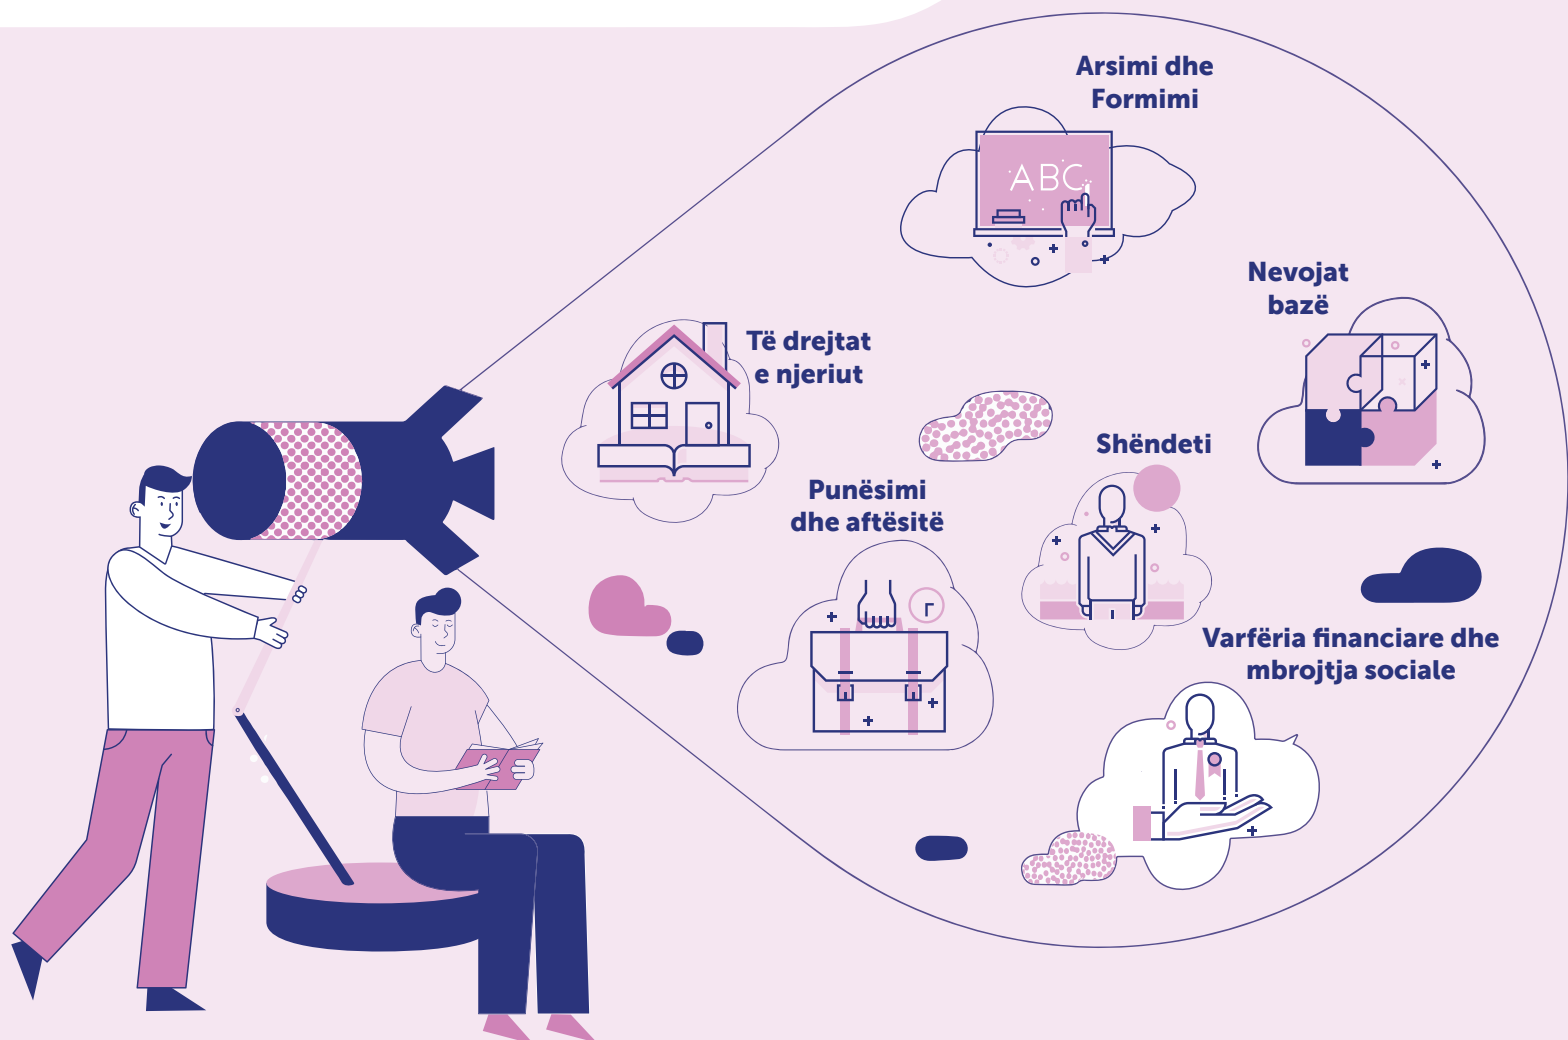 Arsimi dhe
Formimi
ABC
Nevojat
bazë
Të drejtat
e njeriut
Shëndeti
Punësimi
dhe aftësitë
Varfëria financiare dhe
mbrojtja sociale